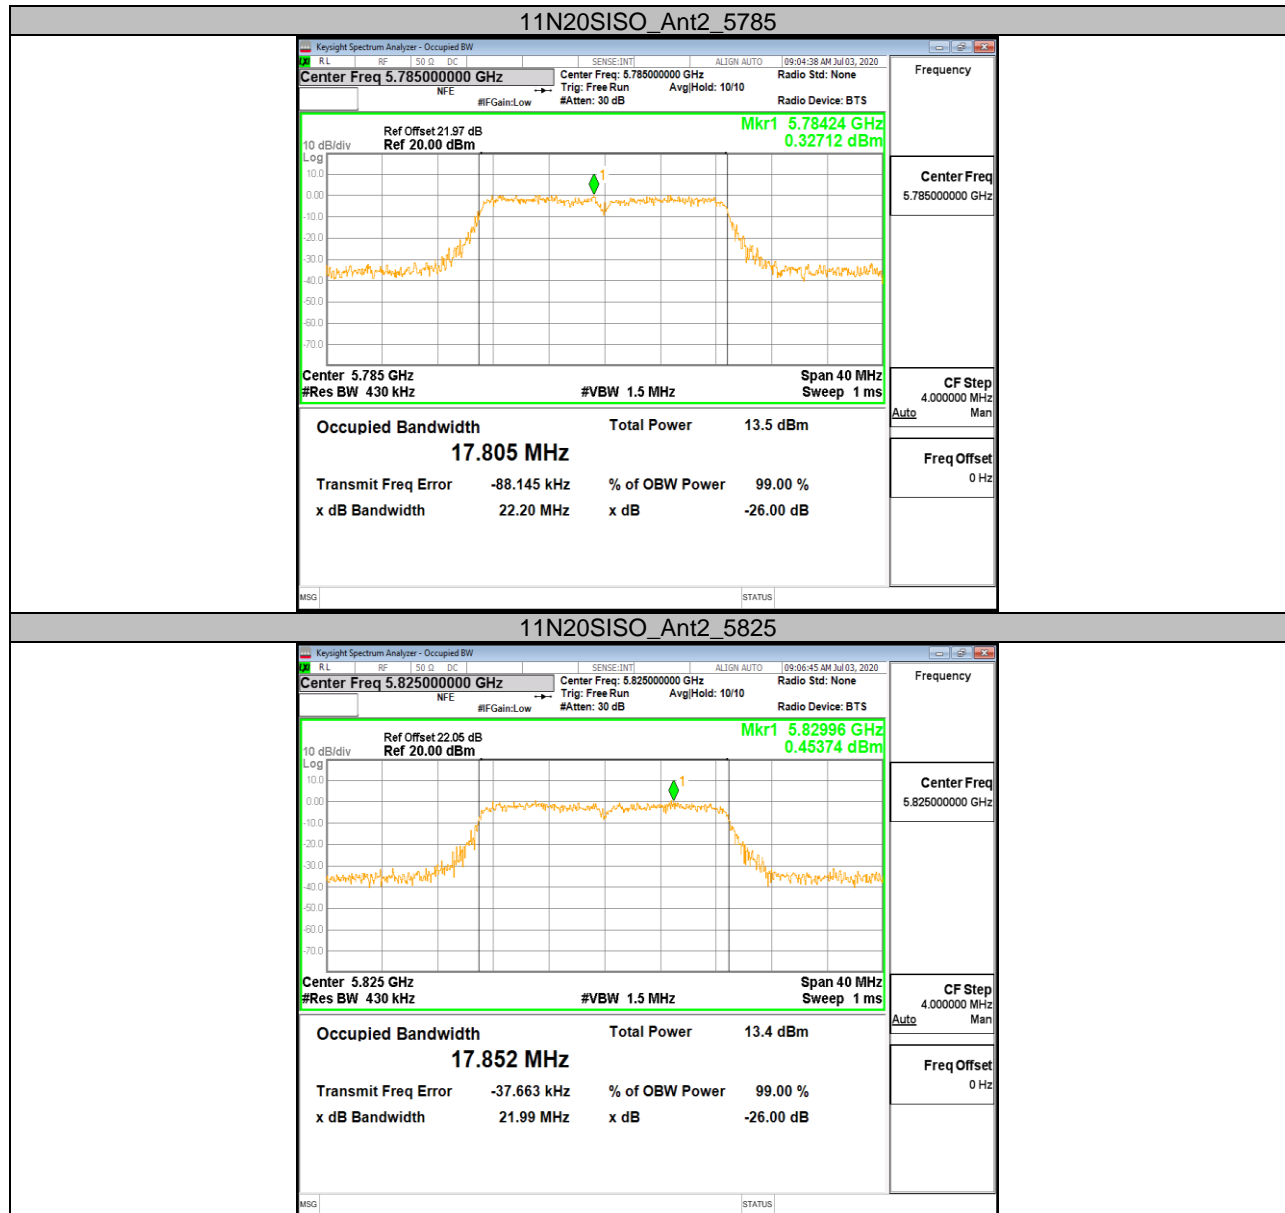 11N20SISO_Ant2_5785
Keysight Spectrum Analyzer - Occupied BW
LXI RL RF 50 Ω DC SENSE:INT ALIGN AUTO 09:04:38 AM Jul 03, 2020
Center Freq 5.785000000 GHz Center Freq: 5.785000000 GHz Radio Std: None Frequency
NFE Trig: Free Run Avg|Hold: 10/10
#IFGain:Low #Atten: 30 dB Radio Device: BTS
Mkr1 5.78424 GHz
0.32712 dBm
Ref Offset 21.97 dB
10 dB/div Ref 20.00 dBm
Log
10.0
0.00
-10.0
-20.0
-30.0
-40.0
-50.0
-60.0
-70.0
1
Center Freq
5.785000000 GHz
Center 5.785 GHz Span 40 MHz
#Res BW 430 kHz #VBW 1.5 MHz Sweep 1 ms
CF Step
4.000000 MHz
Auto Man
Occupied Bandwidth Total Power 13.5 dBm
17.805 MHz
Transmit Freq Error -88.145 kHz % of OBW Power 99.00 %
x dB Bandwidth 22.20 MHz x dB -26.00 dB
Freq Offset
0 Hz
MSG STATUS
11N20SISO_Ant2_5825
Keysight Spectrum Analyzer - Occupied BW
LXI RL RF 50 Ω DC SENSE:INT ALIGN AUTO 09:06:45 AM Jul 03, 2020
Center Freq 5.825000000 GHz Center Freq: 5.825000000 GHz Radio Std: None Frequency
NFE Trig: Free Run Avg|Hold: 10/10
#IFGain:Low #Atten: 30 dB Radio Device: BTS
Mkr1 5.82996 GHz
0.45374 dBm
Ref Offset 22.05 dB
10 dB/div Ref 20.00 dBm
Log
10.0
0.00
-10.0
-20.0
-30.0
-40.0
-50.0
-60.0
-70.0
1
Center Freq
5.825000000 GHz
Center 5.825 GHz Span 40 MHz
#Res BW 430 kHz #VBW 1.5 MHz Sweep 1 ms
CF Step
4.000000 MHz
Auto Man
Occupied Bandwidth Total Power 13.4 dBm
17.852 MHz
Transmit Freq Error -37.663 kHz % of OBW Power 99.00 %
x dB Bandwidth 21.99 MHz x dB -26.00 dB
Freq Offset
0 Hz
MSG STATUS